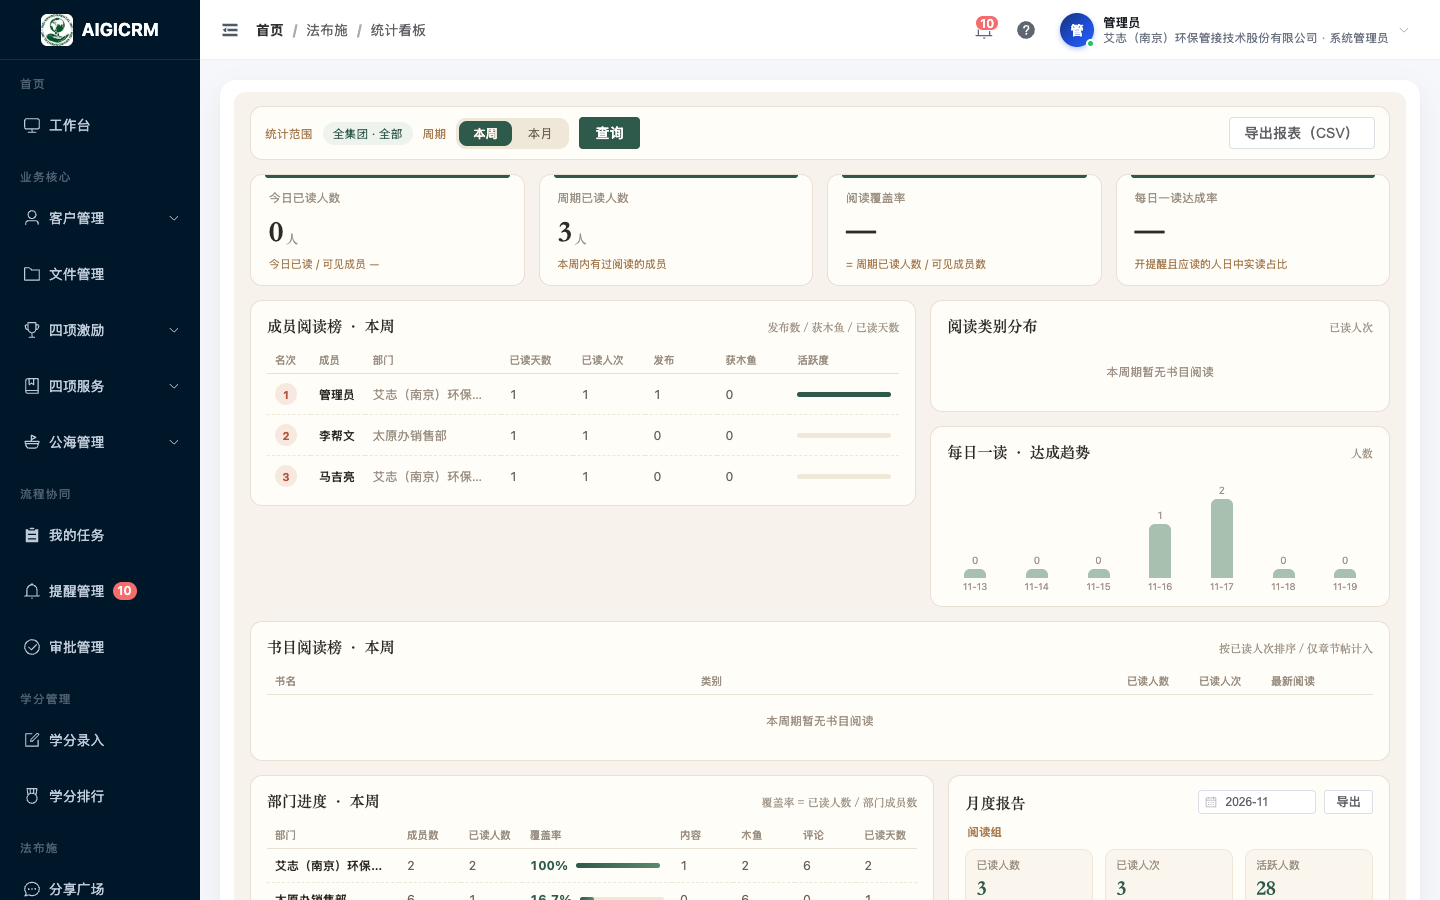 AIGICRM
首页
工作台
业务核心
客户管理
文件管理
四项激励
四项服务
公海管理
流程协同
我的任务
提醒管理 10
审批管理
学分管理
学分录入
学分排行
法布施
分享广场
首页 / 法布施 / 统计看板
10
管
管理员
艾志（南京）环保管接技术股份有限公司 · 系统管理员
统计范围 全集团 · 全部 周期 本周 本月 查询
导出报表（CSV）
今日已读人数
0 人
今日已读 / 可见成员 —
周期已读人数
3 人
本周内有过阅读的成员
阅读覆盖率
—
= 周期已读人数 / 可见成员数
每日一读达成率
—
开提醒且应读的人日中实读占比
成员阅读榜 · 本周
发布数 / 获木鱼 / 已读天数
名次 成员 部门 已读天数 已读人次 发布 获木鱼 活跃度
1 管理员 艾志（南京）环保... 1 1 1 0
2 李帮文 太原办销售部 1 1 0 0
3 马吉亮 艾志（南京）环保... 1 1 0 0
阅读类别分布
已读人次
本周期暂无书目阅读
每日一读 · 达成趋势
人数
0 0 0 1 2 0 0
11-13 11-14 11-15 11-16 11-17 11-18 11-19
书目阅读榜 · 本周
按已读人次排序 / 仅章节帖计入
书名 类别 已读人数 已读人次 最新阅读
本周期暂无书目阅读
部门进度 · 本周
覆盖率 = 已读人数 / 部门成员数
部门 成员数 已读人数 覆盖率 内容 木鱼 评论 已读天数
艾志（南京）环保... 2 2 100% 1 2 6 2
太原办销售部 6 1 16.7% 0 6 0 1
月度报告
2026-11
导出
阅读组
已读人数
3
已读人次
3
活跃人数
28